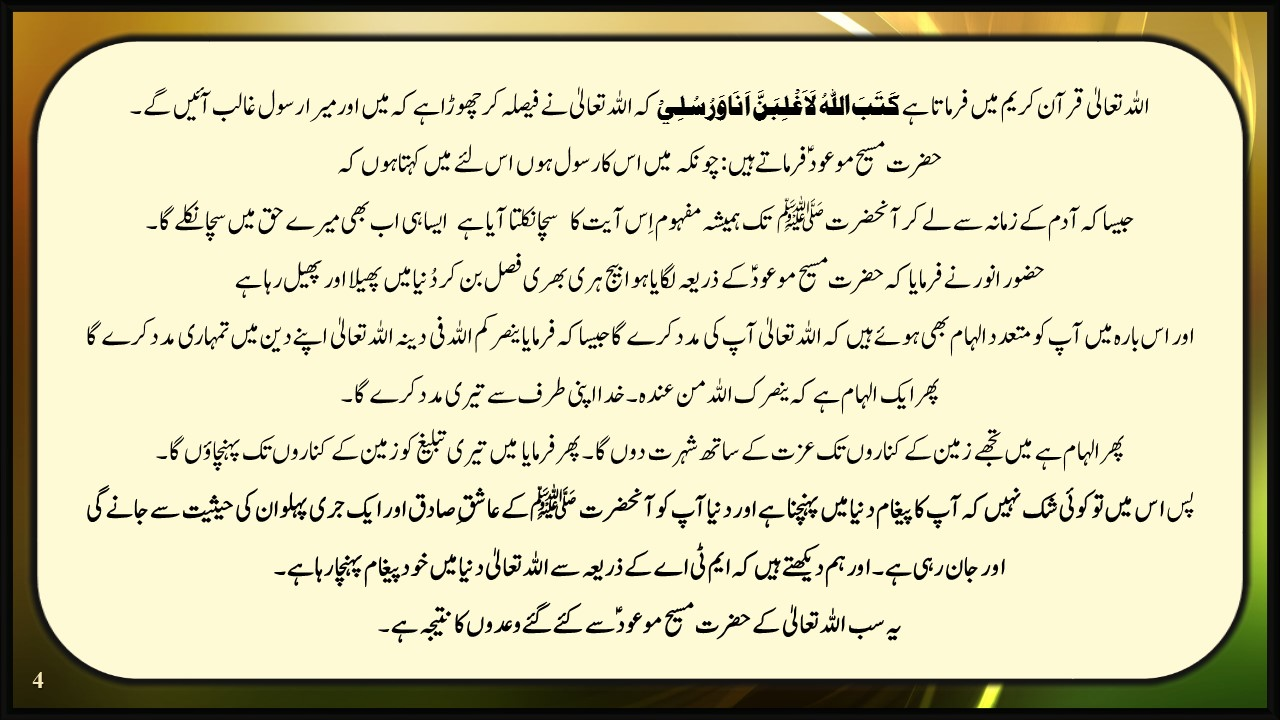 اللہ تعالیٰ قرآن کریم میں فرماتا ہے كَتَبَ اللّٰهُ لَاَغْلِبَنَّ اَنَا وَرُسُلِيْ کہ اللہ تعالیٰ نے فیصلہ کر چھوڑا ہے کہ میں اور میرا رسول غالب آئیں گے۔
حضرت مسیح موعودؑ فرماتے ہیں: چونکہ میں اس کا رسول ہوں اس لئے میں کہتا ہوں کہ
جیسا کہ آدم کے زمانہ سے لے کر آنحضرت ﷺ تک ہمیشہ مفہوم اِس آیت کا سچا نکلتا آیا ہے ایسا ہی اب بھی میرے حق میں سچا نکلے گا۔
حضور انور نے فرمایا کہ حضرت مسیح موعودؑ کے ذریعہ لگایا ہوا بیج ہری بھری فصل بن کر دُنیا میں پھیلا اور پھیل رہا ہے
اور اس بارہ میں آپ کو متعدد الہام بھی ہوئے ہیں کہ اللہ تعالیٰ آپ کی مدد کرے گا جیسا کہ فرمایا ینصرکم اللہ فی دینہ اللہ تعالیٰ اپنے دین میں تمہاری مدد کرے گا
پھر ایک الہام ہے کہ ینصرک اللہ من عندہ۔ خدا اپنی طرف سے تیری مدد کرے گا۔
پھر الہام ہے میں تجھے زمین کے کناروں تک عزت کے ساتھ شہرت دوں گا۔ پھر فرمایا میں تیری تبلیغ کو زمین کے کناروں تک پہنچاؤں گا۔
پس اس میں تو کوئی شک نہیں کہ آپ کا پیغام دنیا میں پہنچنا ہے اور دنیا آپ کو آنحضرت ﷺ کے عاشقِ صادق اور ایک جری پہلوان کی حیثیت سے جانے گی
اور جان رہی ہے۔ اور ہم دیکھتے ہیں کہ ایم ٹی اے کے ذریعہ سے اللہ تعالیٰ دنیا میں خود پیغام پہنچا رہا ہے۔
یہ سب اللہ تعالیٰ کے حضرت مسیح موعودؑ سے کئے گئے وعدوں کا نتیجہ ہے۔
4